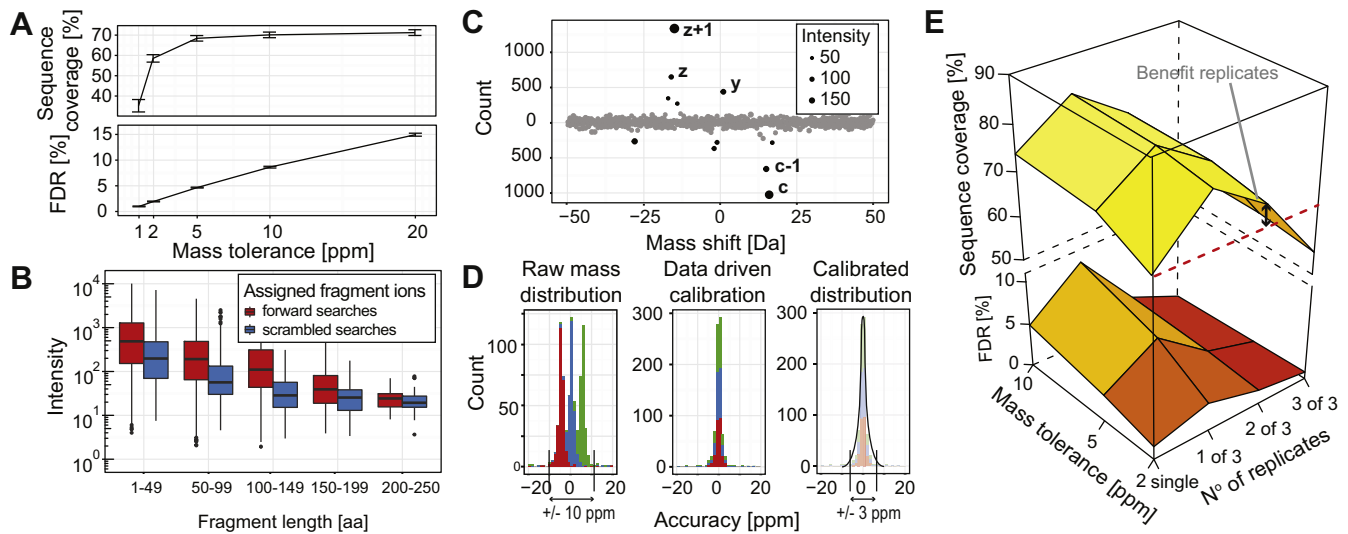 A
Sequence
coverage [%]
70
60
50
40
FDR [%]
15
10
5
0
1 2 5 10 20
Mass tolerance [ppm]
B
Intensity
10^4
10^3
10^2
10^1
10^0
Assigned fragment ions
forward searches
scrambled searches
1-49 50-99 100-149 150-199 200-250
Fragment length [aa]
C
Count
1000
500
0
500
1000
z+1
z
y
c-1
c
Intensity
50
100
150
−50 −25 0 25 50
Mass shift [Da]
D
Raw mass
distribution
Data driven
calibration
Calibrated
distribution
Count
100
50
0
300
200
100
0
300
200
100
0
−20 0 20
−20 0 20
−20 0 20
+/- 10 ppm
Accuracy [ppm]
+/- 3 ppm
E
Benefit replicates
Sequence coverage [%]
90
80
70
60
50
FDR [%]
10
5
0
10
5
2
Mass tolerance [ppm]
single
1 of 3
2 of 3
3 of 3
Nº of replicates